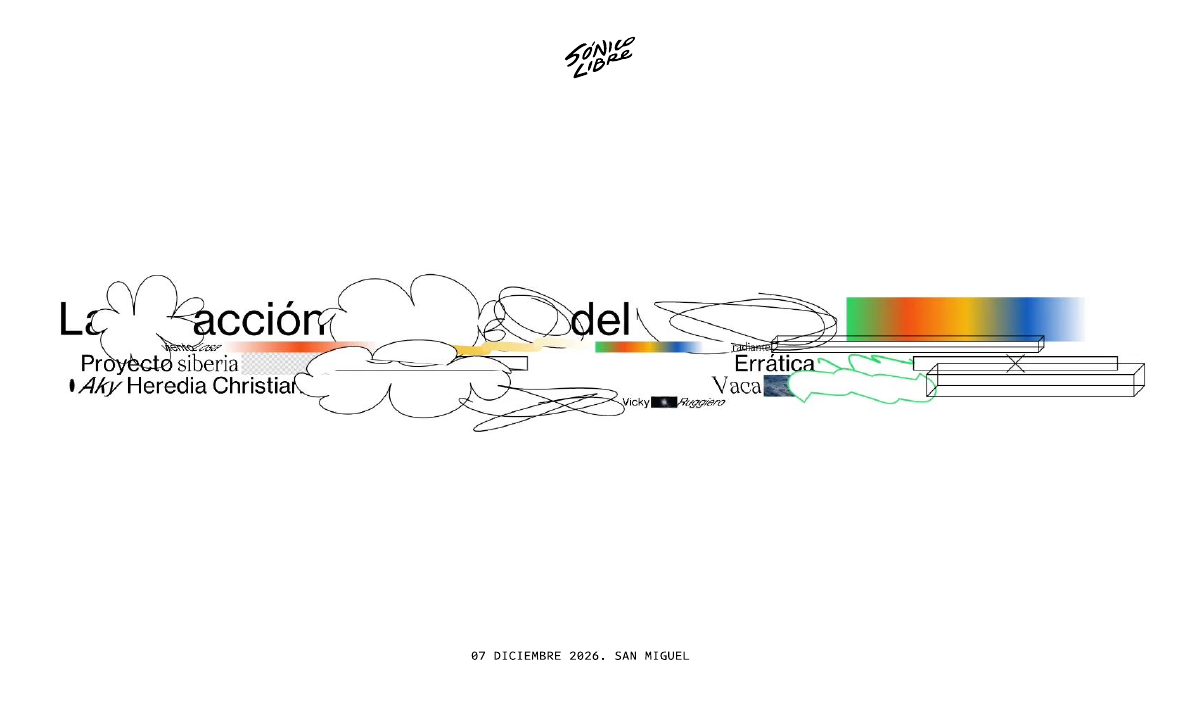 SÓNICO
LIBRE
La acción del
radiante
Proyecto siberia Errática
Aky Heredia Christian Vaca
Vicky Ruggiero
07 DICIEMBRE 2026. SAN MIGUEL